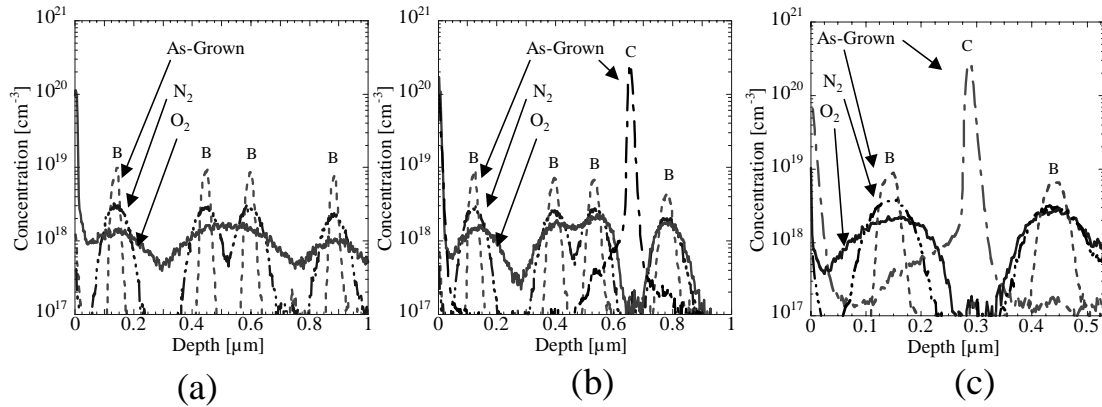 10²¹
10²⁰
10¹⁹
10¹⁸
10¹⁷
Concentration [cm⁻³]
As-Grown
N₂
O₂
B
B
B
B
0
0.2
0.4
0.6
0.8
1
Depth [µm]
(a)
10²¹
10²⁰
10¹⁹
10¹⁸
10¹⁷
Concentration [cm⁻³]
As-Grown
C
N₂
O₂
B
B
B
B
0
0.2
0.4
0.6
0.8
1
Depth [µm]
(b)
10²¹
10²⁰
10¹⁹
10¹⁸
10¹⁷
Concentration [cm⁻³]
As-Grown
C
N₂
O₂
B
B
0
0.1
0.2
0.3
0.4
0.5
Depth [µm]
(c)